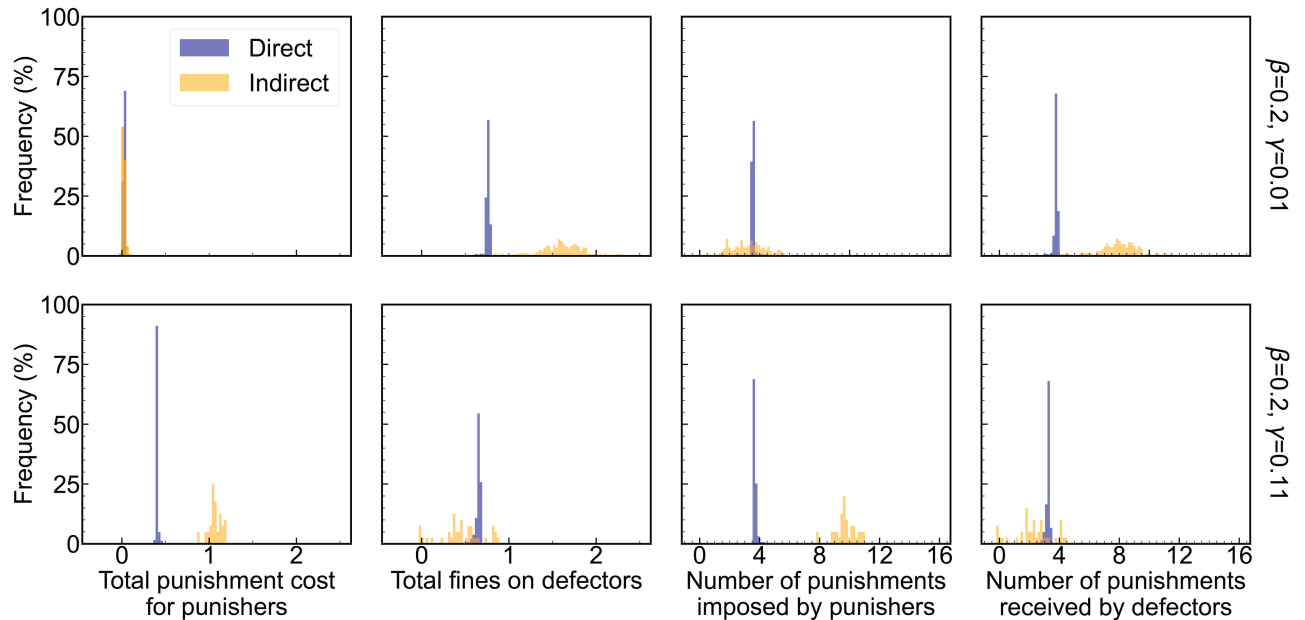 100
75
50
25
0
Frequency (%)
Direct
Indirect
β=0.2, γ=0.01
100
75
50
25
0
Frequency (%)
β=0.2, γ=0.11
0 1 2
0 1 2
0 4 8 12 16
0 4 8 12 16
Total punishment cost
for punishers
Total fines on defectors
Number of punishments
imposed by punishers
Number of punishments
received by defectors